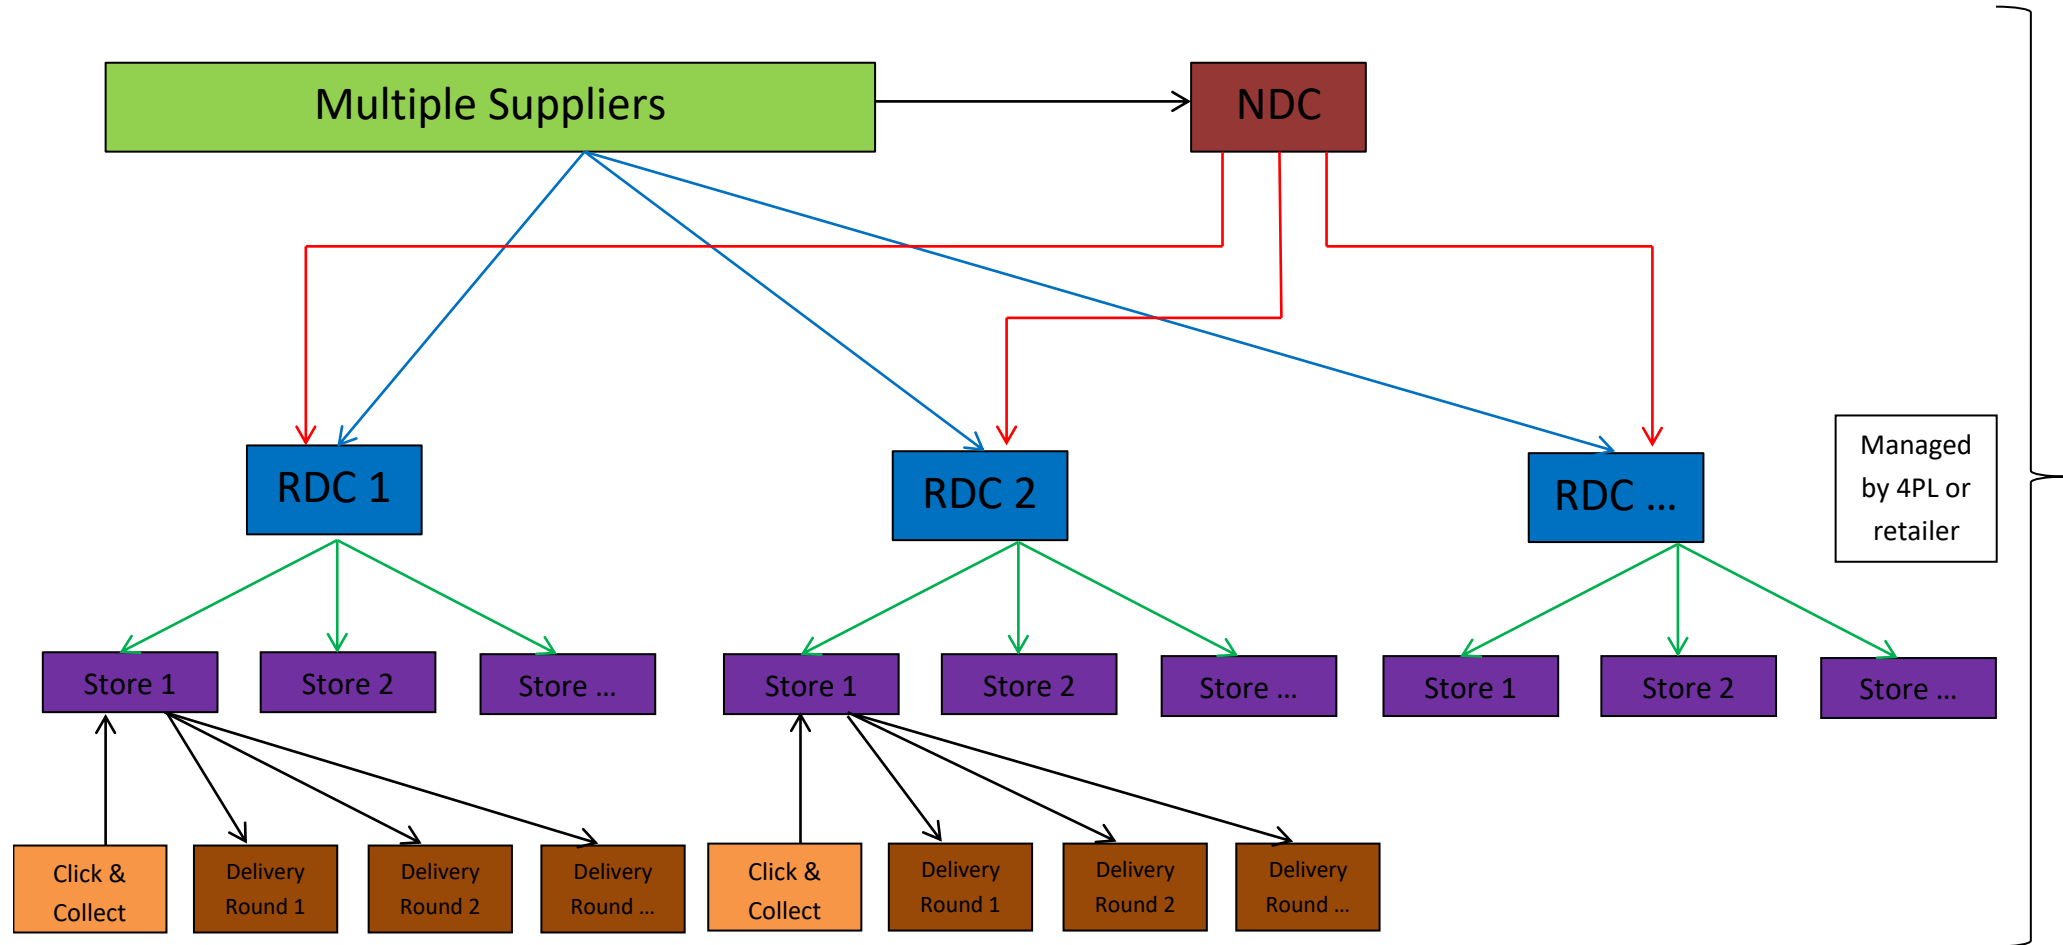 Multiple Suppliers
NDC
RDC 1
RDC 2
RDC ...
Managed
by 4PL or
retailer
Store 1
Store 2
Store ...
Store 1
Store 2
Store ...
Store 1
Store 2
Store ...
Click &
Collect
Delivery
Round 1
Delivery
Round 2
Delivery
Round ...
Click &
Collect
Delivery
Round 1
Delivery
Round 2
Delivery
Round ...